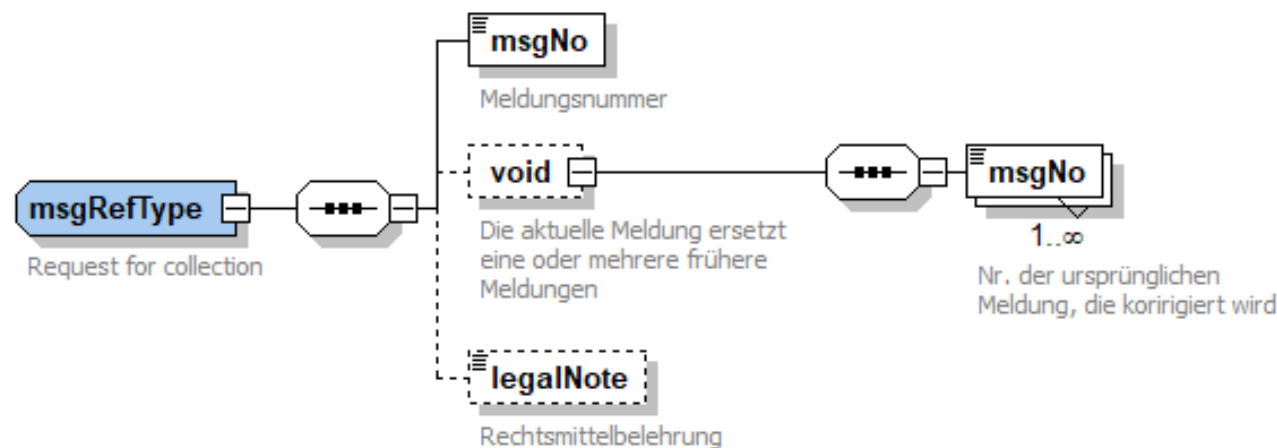 msgNo
Meldungsnummer
void
msgNo
msgRefType
Die aktuelle Meldung ersetzt
eine oder mehrere frühere
Meldungen
1..∞
Request for collection
Nr. der ursprünglichen
Meldung, die koririgiert wird
legalNote
Rechtsmittelbelehrung